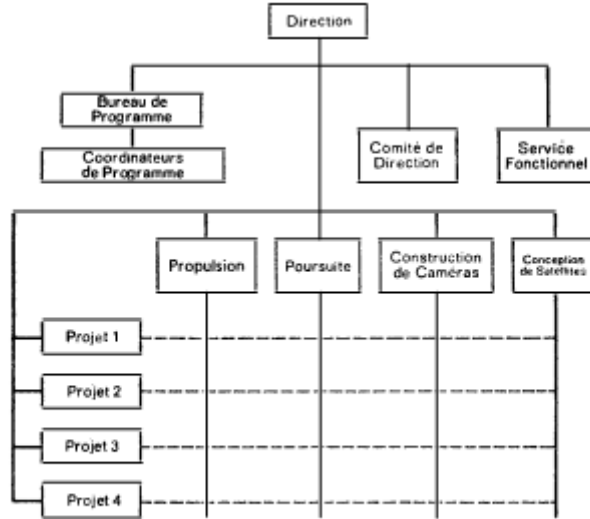 Direction
Bureau de
Programme
Coordinateurs
de Programme
Comité de
Direction
Service
Fonctionnel
Propulsion
Poursuite
Construction
de Caméras
Conception
de Satellites
Projet 1
Projet 2
Projet 3
Projet 4